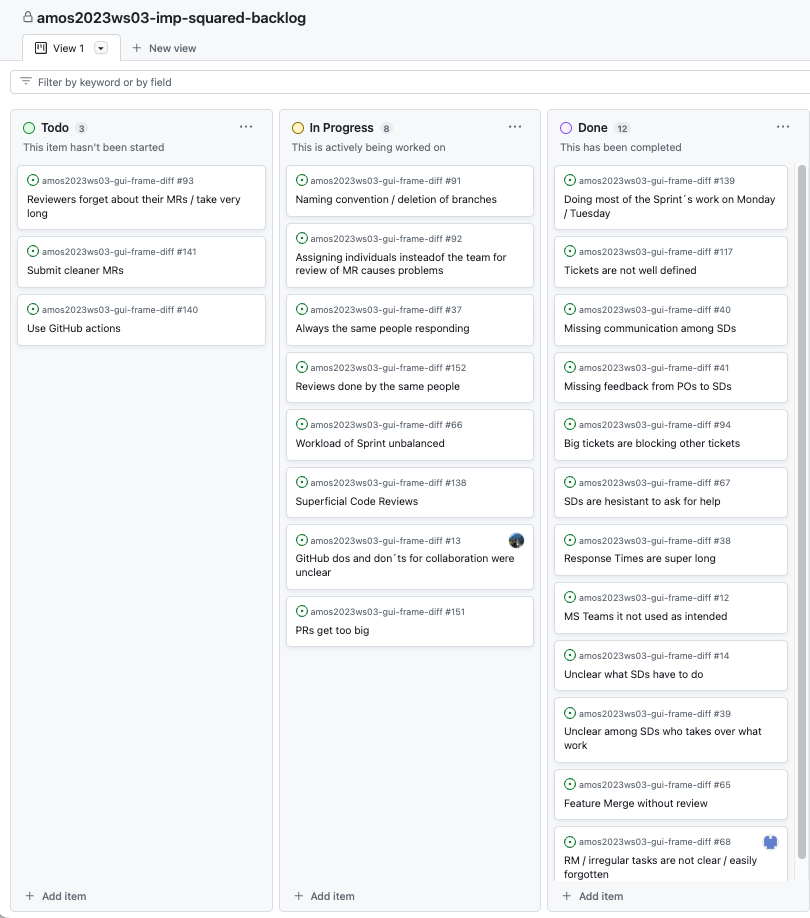 amos2023ws03-imp-squared-backlog
View 1
New view
Filter by keyword or by field
Todo 3
This item hasn't been started
amos2023ws03-gui-frame-diff #93
Reviewers forget about their MRs / take very
long
amos2023ws03-gui-frame-diff #141
Submit cleaner MRs
amos2023ws03-gui-frame-diff #140
Use GitHub actions
Add item
In Progress 8
This is actively being worked on
amos2023ws03-gui-frame-diff #91
Naming convention / deletion of branches
amos2023ws03-gui-frame-diff #92
Assigning individuals insteadof the team for
review of MR causes problems
amos2023ws03-gui-frame-diff #37
Always the same people responding
amos2023ws03-gui-frame-diff #152
Reviews done by the same people
amos2023ws03-gui-frame-diff #66
Workload of Sprint unbalanced
amos2023ws03-gui-frame-diff #138
Superficial Code Reviews
amos2023ws03-gui-frame-diff #13
GitHub dos and don´ts for collaboration were
unclear
amos2023ws03-gui-frame-diff #151
PRs get too big
Add item
Done 12
This has been completed
amos2023ws03-gui-frame-diff #139
Doing most of the Sprint´s work on Monday
/ Tuesday
amos2023ws03-gui-frame-diff #117
Tickets are not well defined
amos2023ws03-gui-frame-diff #40
Missing communication among SDs
amos2023ws03-gui-frame-diff #41
Missing feedback from POs to SDs
amos2023ws03-gui-frame-diff #94
Big tickets are blocking other tickets
amos2023ws03-gui-frame-diff #67
SDs are hesistant to ask for help
amos2023ws03-gui-frame-diff #38
Response Times are super long
amos2023ws03-gui-frame-diff #12
MS Teams it not used as intended
amos2023ws03-gui-frame-diff #14
Unclear what SDs have to do
amos2023ws03-gui-frame-diff #39
Unclear among SDs who takes over what
work
amos2023ws03-gui-frame-diff #65
Feature Merge without review
amos2023ws03-gui-frame-diff #68
RM / irregular tasks are not clear / easily
forgotten
Add item